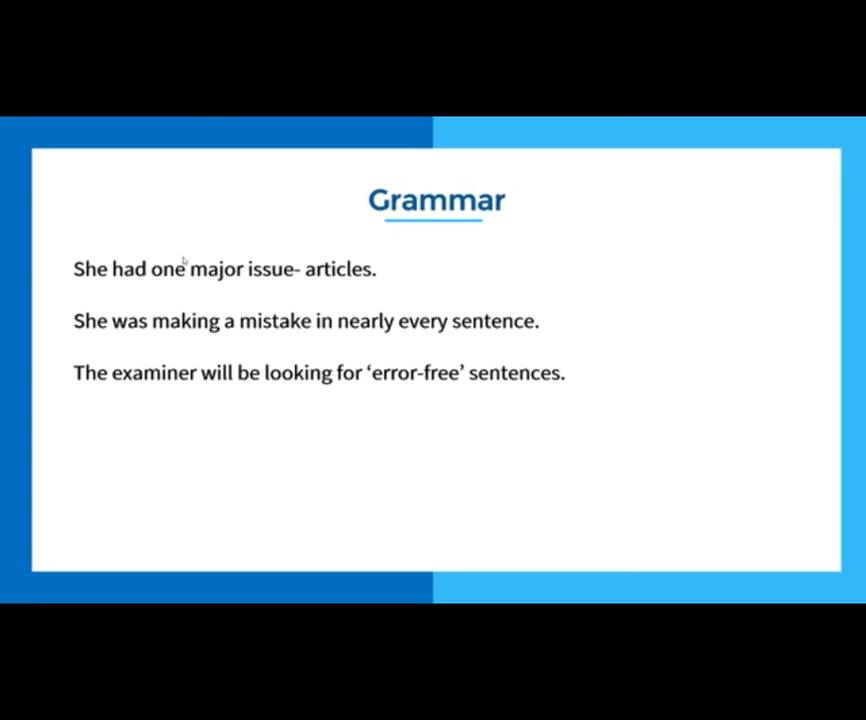 Grammar
She had one major issue- articles.
She was making a mistake in nearly every sentence.
The examiner will be looking for ‘error-free’ sentences.